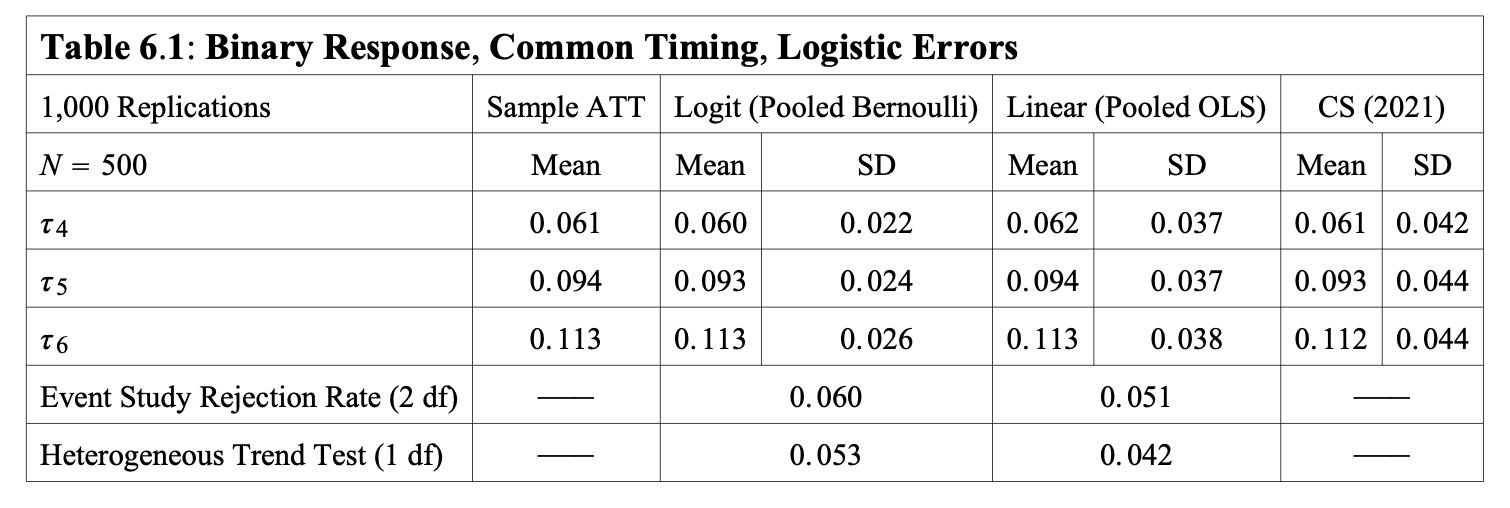 Table 6.1: Binary Response, Common Timing, Logistic Errors
1,000 Replications Sample ATT Logit (Pooled Bernoulli) Linear (Pooled OLS) CS (2021)
N = 500 Mean Mean SD Mean SD Mean SD
τ4 0.061 0.060 0.022 0.062 0.037 0.061 0.042
τ5 0.094 0.093 0.024 0.094 0.037 0.093 0.044
τ6 0.113 0.113 0.026 0.113 0.038 0.112 0.044
Event Study Rejection Rate (2 df) —— 0.060 0.051 ——
Heterogeneous Trend Test (1 df) —— 0.053 0.042 ——